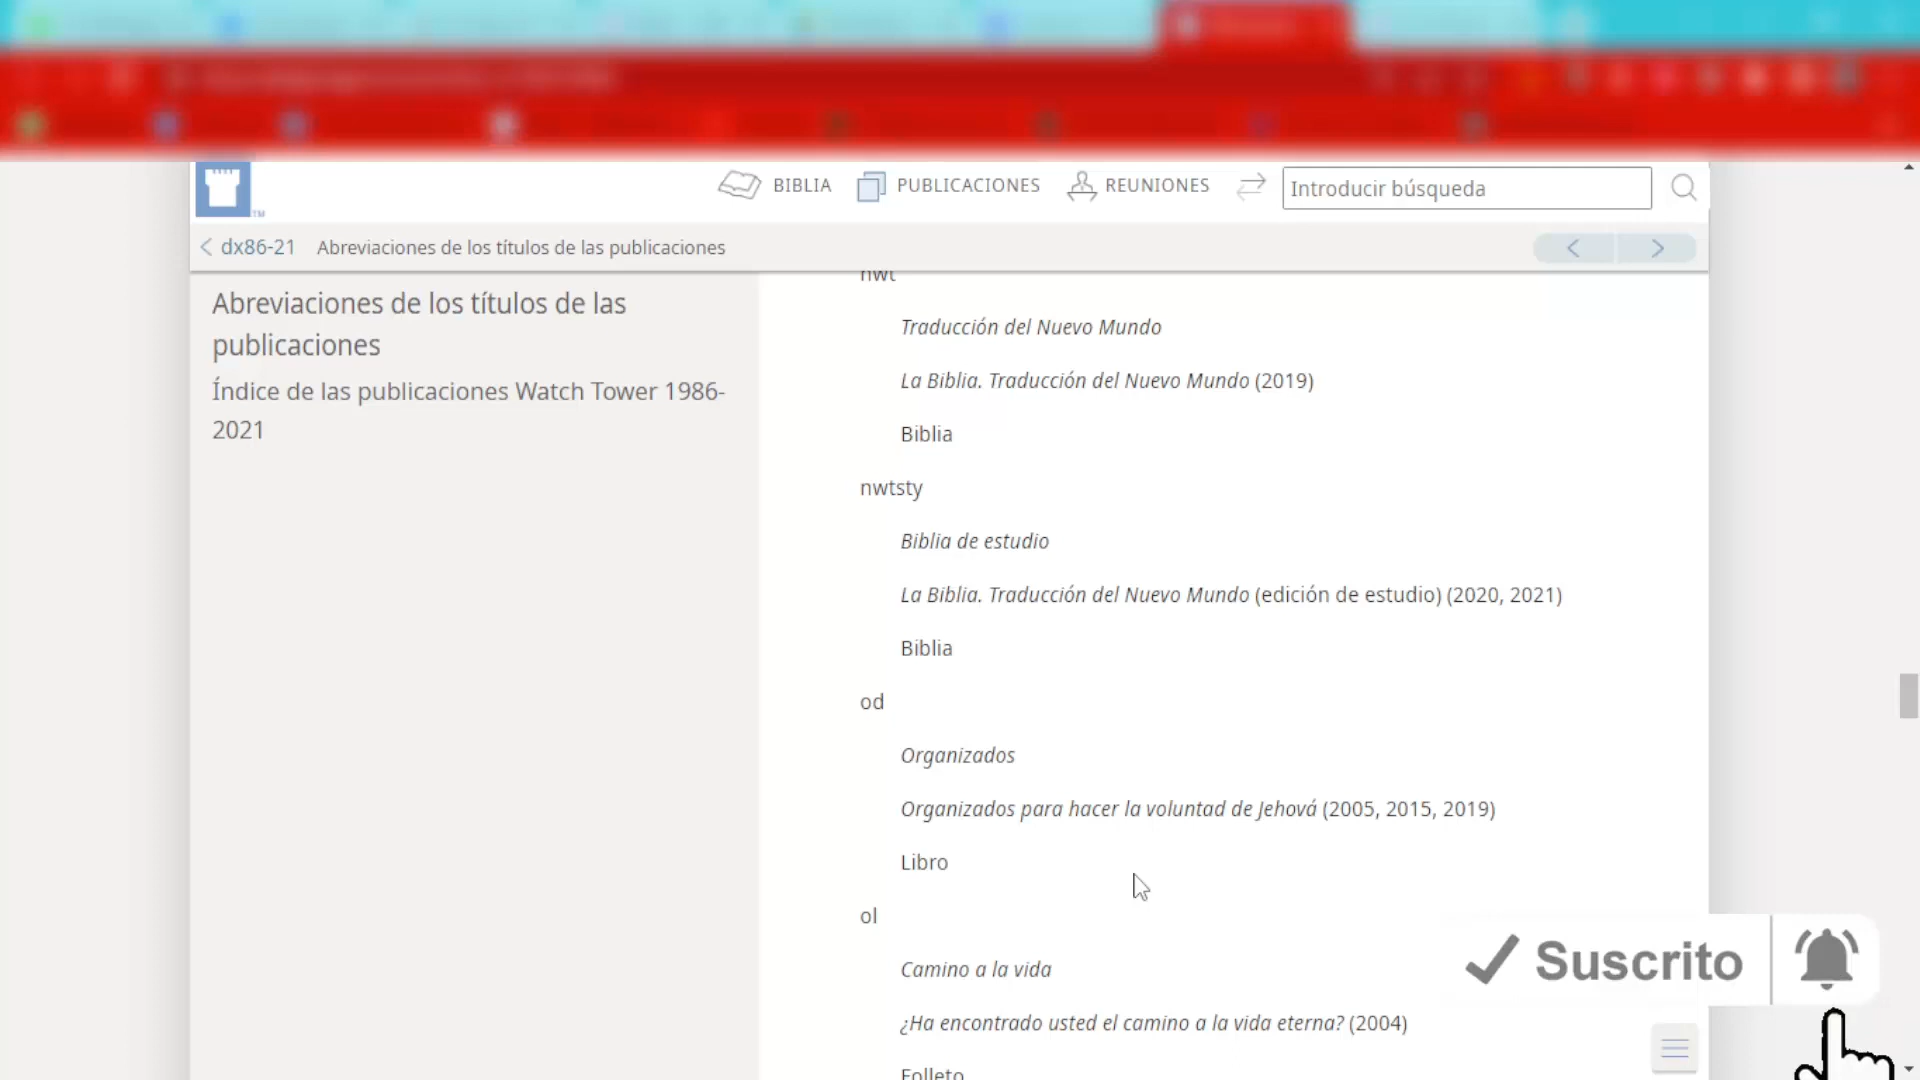 BIBLIA
PUBLICACIONES
REUNIONES
Introducir búsqueda
dx86-21 Abreviaciones de los títulos de las publicaciones
Abreviaciones de los títulos de las
publicaciones
Índice de las publicaciones Watch Tower 1986-
2021
nwt
Traducción del Nuevo Mundo
La Biblia. Traducción del Nuevo Mundo (2019)
Biblia
nwtsty
Biblia de estudio
La Biblia. Traducción del Nuevo Mundo (edición de estudio) (2020, 2021)
Biblia
od
Organizados
Organizados para hacer la voluntad de Jehová (2005, 2015, 2019)
Libro
ol
Camino a la vida
¿Ha encontrado usted el camino a la vida eterna? (2004)
Folleto
Suscrito